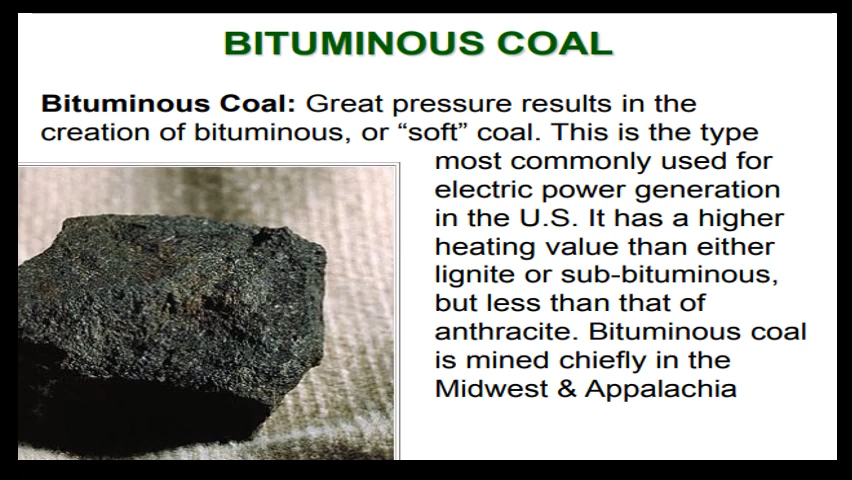 BITUMINOUS COAL
Bituminous Coal: Great pressure results in the
creation of bituminous, or “soft” coal. This is the type
most commonly used for
electric power generation
in the U.S. It has a higher
heating value than either
lignite or sub-bituminous,
but less than that of
anthracite. Bituminous coal
is mined chiefly in the
Midwest & Appalachia